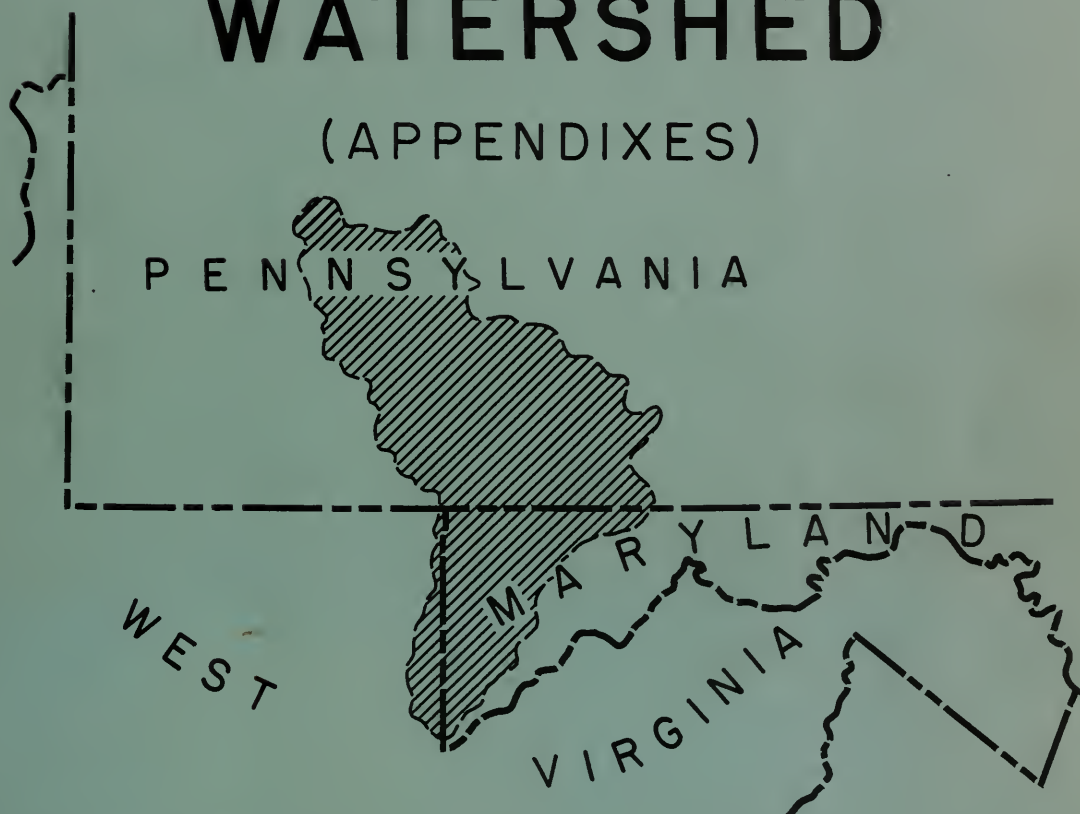 WATERSHED
(APPENDIXES)
PENNSYLVANIA
MARYLAND
WEST
VIRGINIA